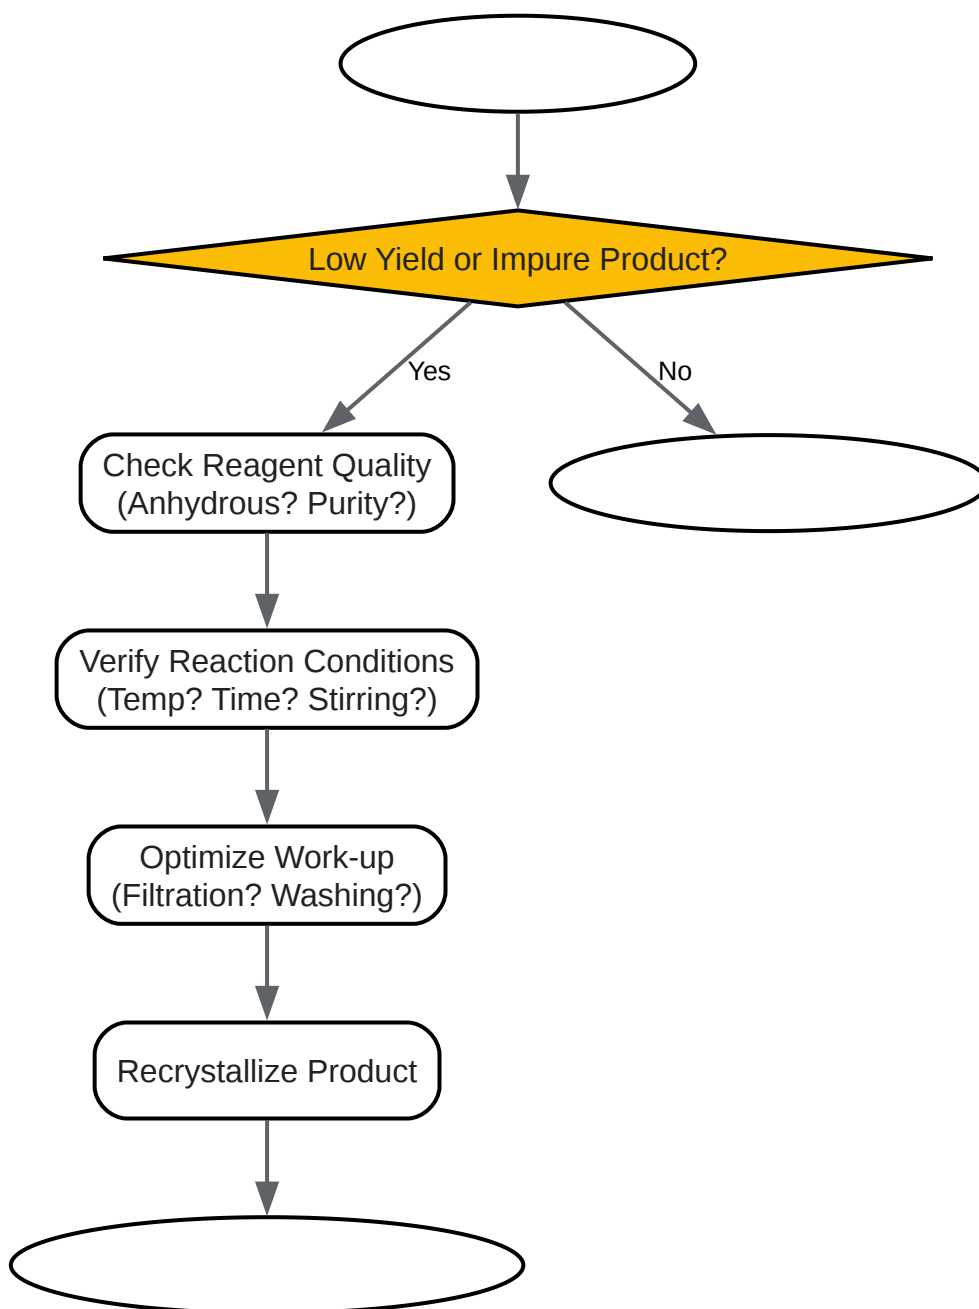 Low Yield or Impure Product?
Yes
No
Check Reagent Quality
(Anhydrous? Purity?)
Verify Reaction Conditions
(Temp? Time? Stirring?)
Optimize Work-up
(Filtration? Washing?)
Recrystallize Product